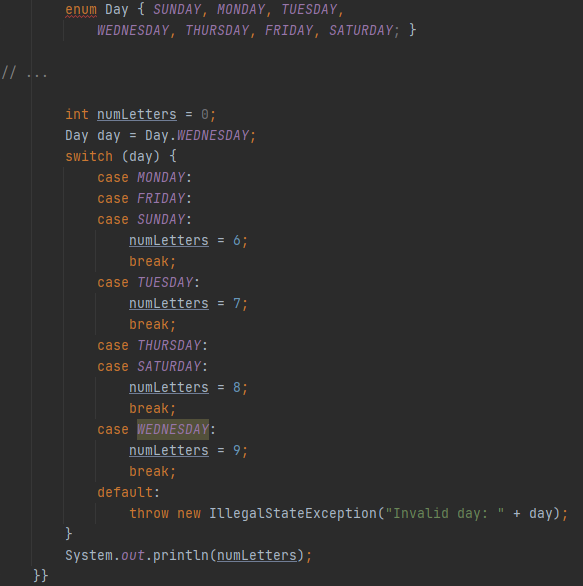 enum Day { SUNDAY, MONDAY, TUESDAY,
WEDNESDAY, THURSDAY, FRIDAY, SATURDAY; }
// ...
int numLetters = 0;
Day day = Day.WEDNESDAY;
switch (day) {
case MONDAY:
case FRIDAY:
case SUNDAY:
numLetters = 6;
break;
case TUESDAY:
numLetters = 7;
break;
case THURSDAY:
case SATURDAY:
numLetters = 8;
break;
case WEDNESDAY:
numLetters = 9;
break;
default:
throw new IllegalStateException("Invalid day: " + day);
}
System.out.println(numLetters);
}}